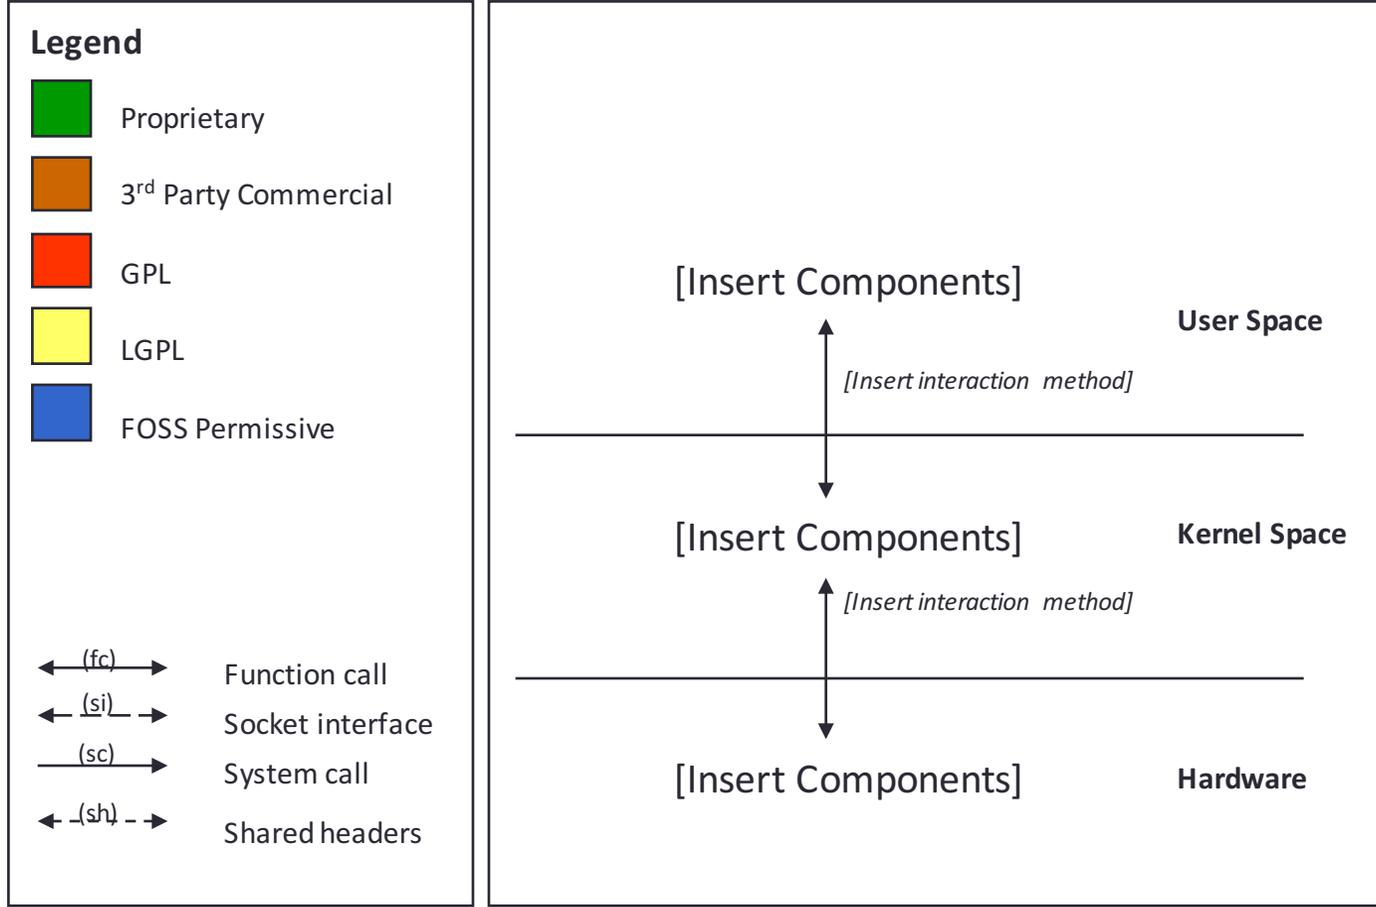 Legend
Proprietary
3rd Party Commercial
GPL
LGPL
FOSS Permissive
(fc)
Function call
(si)
Socket interface
(sc)
System call
(sh)
Shared headers
[Insert Components]
User Space
[Insert interaction method]
[Insert Components]
Kernel Space
[Insert interaction method]
[Insert Components]
Hardware